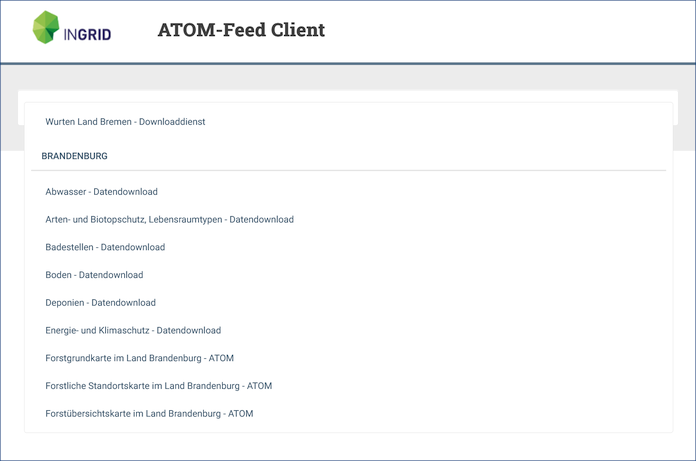 INGRID
ATOM-Feed Client
Wurten Land Bremen - Downloaddienst
BRANDENBURG
Abwasser - Datendownload
Arten- und Biotopschutz, Lebensraumtypen - Datendownload
Badestellen - Datendownload
Boden - Datendownload
Deponien - Datendownload
Energie- und Klimaschutz - Datendownload
Forstgrundkarte im Land Brandenburg - ATOM
Forstliche Standortskarte im Land Brandenburg - ATOM
Forstübersichtskarte im Land Brandenburg - ATOM